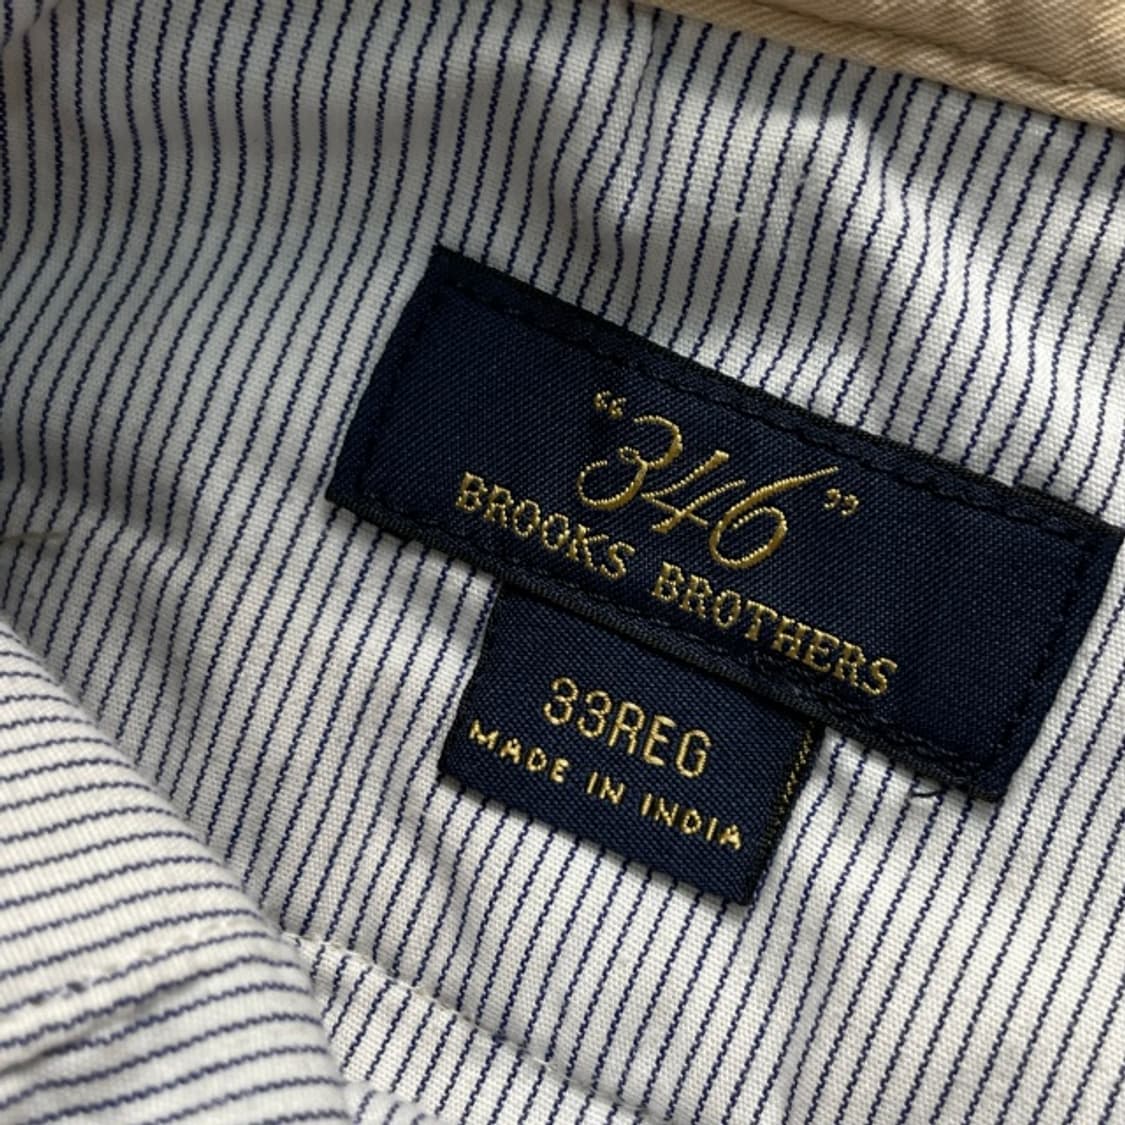 “346”
BROOKS BROTHERS
33REG
MADE IN INDIA